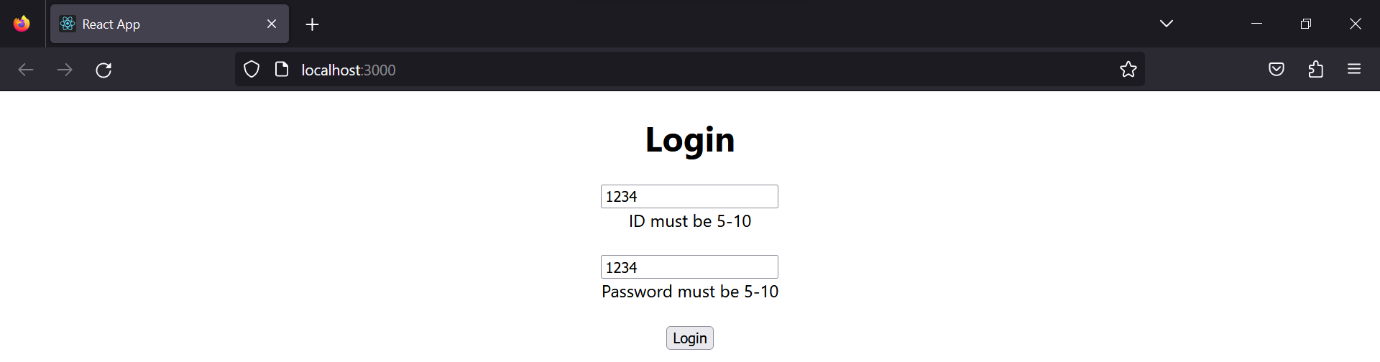 React App
localhost:3000
Login
1234
ID must be 5-10
1234
Password must be 5-10
Login